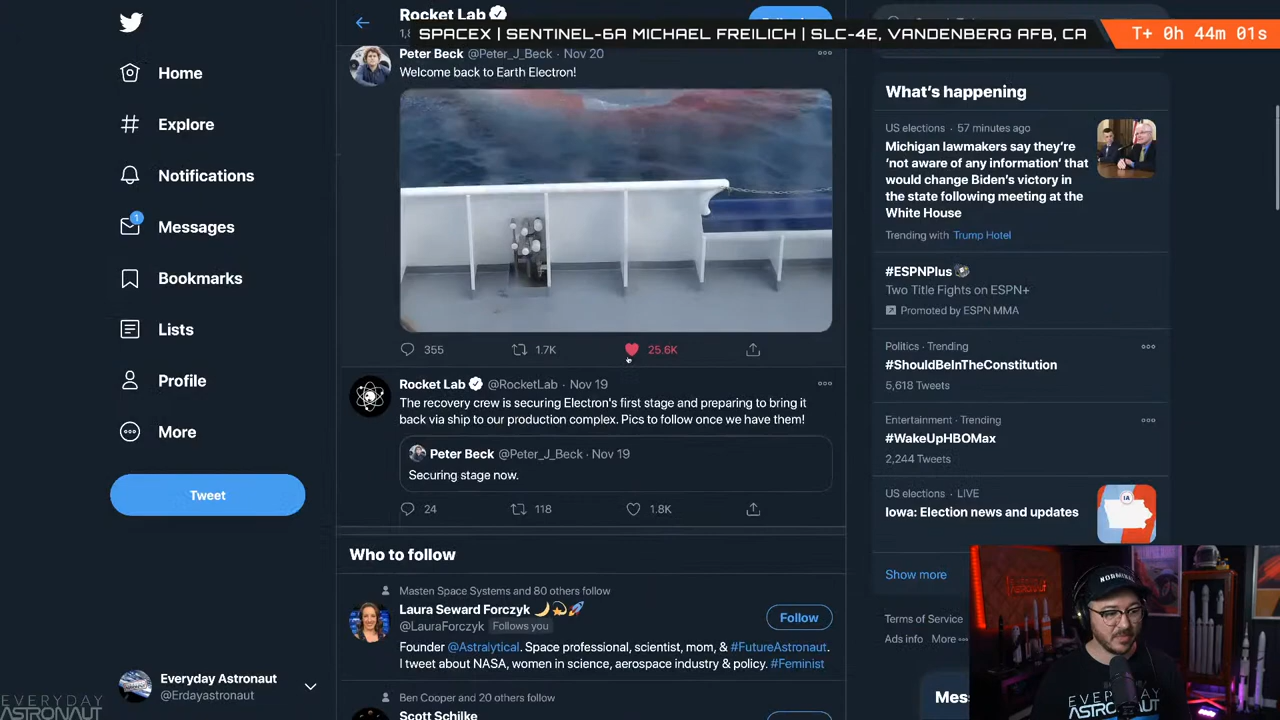 Rocket Lab
SPACEX | SENTINEL-6A MICHAEL FREILICH | SLC-4E, VANDENBERG AFB, CA
T+ 0h 44m 01s
Home
Explore
Notifications
1
Messages
Bookmarks
Lists
Profile
More
Tweet
Everyday Astronaut
@Erdayastronaut
EVERYDAY
ASTRONAUT
Peter Beck @Peter_J_Beck · Nov 20
Welcome back to Earth Electron!
355 1.7K 25.6K
Rocket Lab @RocketLab · Nov 19
The recovery crew is securing Electron's first stage and preparing to bring it
back via ship to our production complex. Pics to follow once we have them!
Peter Beck @Peter_J_Beck · Nov 19
Securing stage now.
24 118 1.8K
Who to follow
Masten Space Systems and 80 others follow
Laura Seward Forczyk
@LauraForczyk Follows you
Follow
Founder @Astralytical. Space professional, scientist, mom, & #FutureAstronaut.
I tweet about NASA, women in science, aerospace industry & policy. #Feminist
Ben Cooper and 20 others follow
Scott Schilke
What's happening
US elections · 57 minutes ago
Michigan lawmakers say they're
'not aware of any information' that
would change Biden's victory in
the state following meeting at the
White House
Trending with Trump Hotel
#ESPNPlus
Two Title Fights on ESPN+
Promoted by ESPN MMA
Politics · Trending
#ShouldBeInTheConstitution
5,618 Tweets
Entertainment · Trending
#WakeUpHBOMax
2,244 Tweets
US elections · LIVE
Iowa: Election news and updates
IA
Show more
Terms of Service
Ads info More
NOMINAL
EVERYDAY
ASTRONAUT